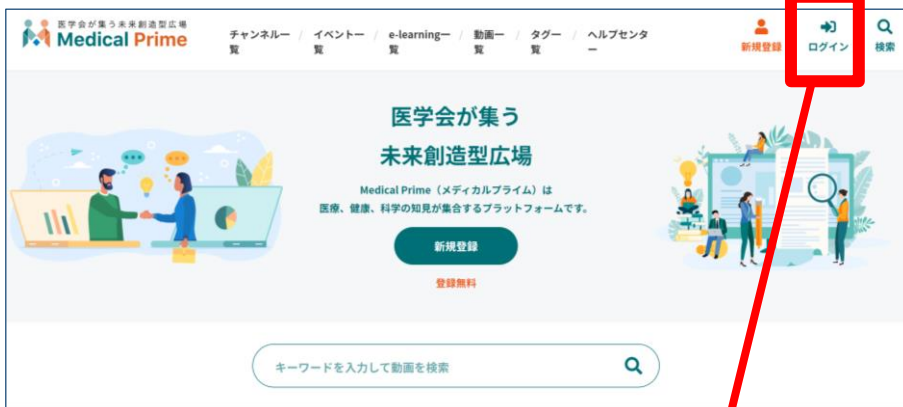 医学会が集う未来創造型広場
Medical Prime
チャンネル一覧 / イベント一覧 / e-learning一覧 / 動画一覧 / タグ一覧 / ヘルプセンター
新規登録
ログイン
検索
医学会が集う
未来創造型広場
Medical Prime（メディカルプライム）は
医療、健康、科学の知見が集合するプラットフォームです。
新規登録
登録無料
キーワードを入力して動画を検索